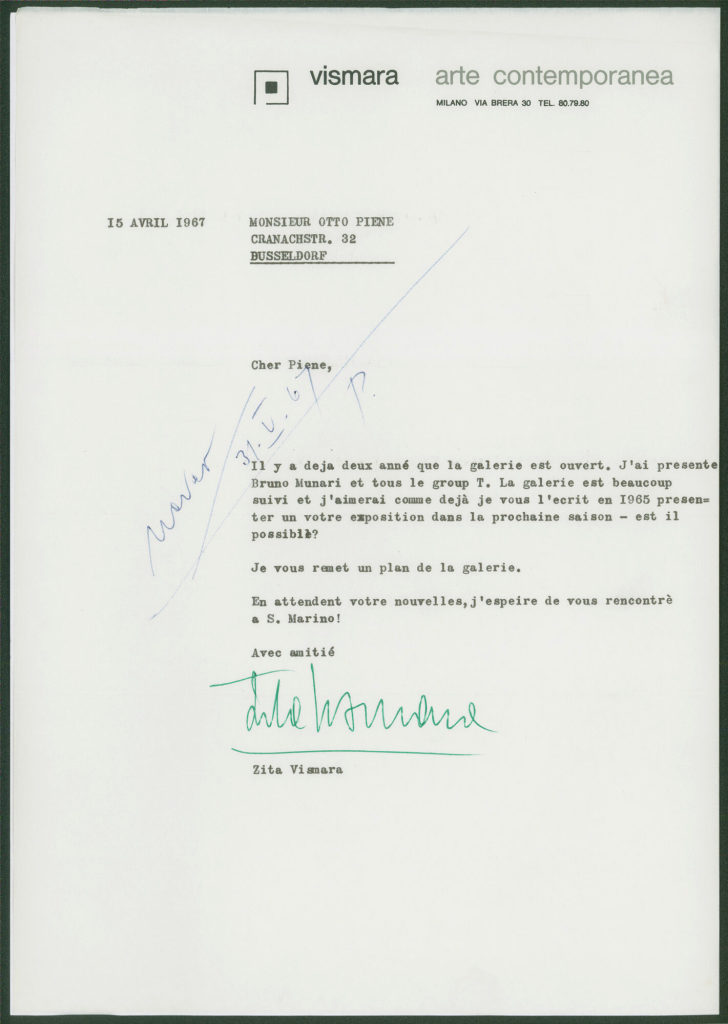 vismara arte contemporanea
MILANO VIA BRERA 30 TEL. 80.79.80
I5 AVRIL I967
MONSIEUR OTTO PIENE
CRANACHSTR. 32
BUSSELDORF
Cher Piene,
31.V.67
P.
Il y a deja deux anné que la galerie est ouvert. J'ai presente
Bruno Munari et tous le group T. La galerie est beaucoup
suivi et j'aimerai comme dejà je vous l'ecrit en I965 presen=
ter un votre exposition dans la prochaine saison - est il
possible?
Je vous remet un plan de la galerie.
En attendent votre nouvelles,j'espeire de vous rencontrè
a S. Marino!
Avec amitié
Zita Vismara
Zita Vismara